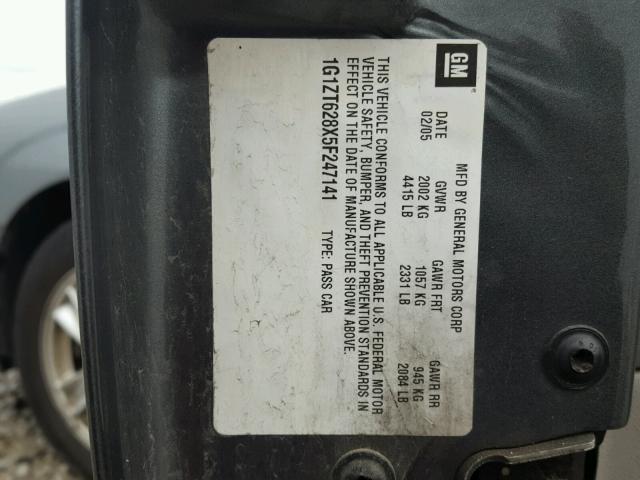 GM
MFD BY GENERAL MOTORS CORP
DATE GVWR GAWR FRT GAWR RR
02/05 2002 KG 1057 KG 945 KG
4415 LB 2331 LB 2084 LB
THIS VEHICLE CONFORMS TO ALL APPLICABLE U.S. FEDERAL MOTOR
VEHICLE SAFETY, BUMPER, AND THEFT PREVENTION STANDARDS IN
EFFECT ON THE DATE OF MANUFACTURE SHOWN ABOVE.
1G1ZT628X5F247141 TYPE: PASS CAR